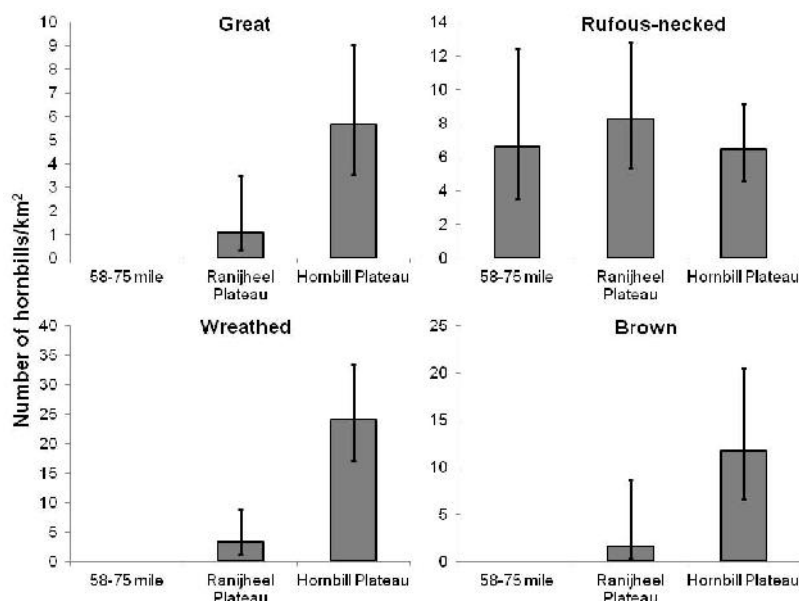 Number of hornbills/km²
Great
10
9
8
7
6
5
4
3
2
1
0
58-75 mile
Ranijheel
Plateau
Hornbill Plateau
Rufous-necked
14
12
10
8
6
4
2
0
58-75 mile
Ranijheel
Plateau
Hornbill Plateau
Wreathed
40
35
30
25
20
15
10
5
0
58-75 mile
Ranijheel
Plateau
Hornbill Plateau
Brown
25
20
15
10
5
0
58-75 mile
Ranijheel
Plateau
Hornbill Plateau